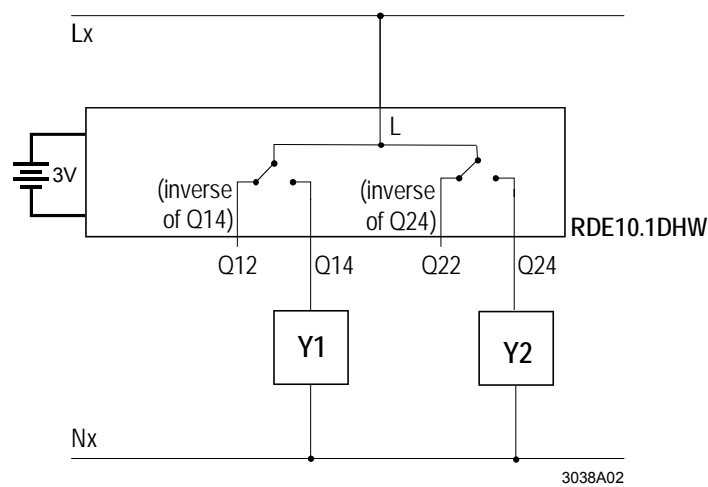 Lx
L
3V
(inverse
of Q14)
(inverse
of Q24)
RDE10.1DHW
Q12
Q14
Q22
Q24
Y1
Y2
Nx
3038A02